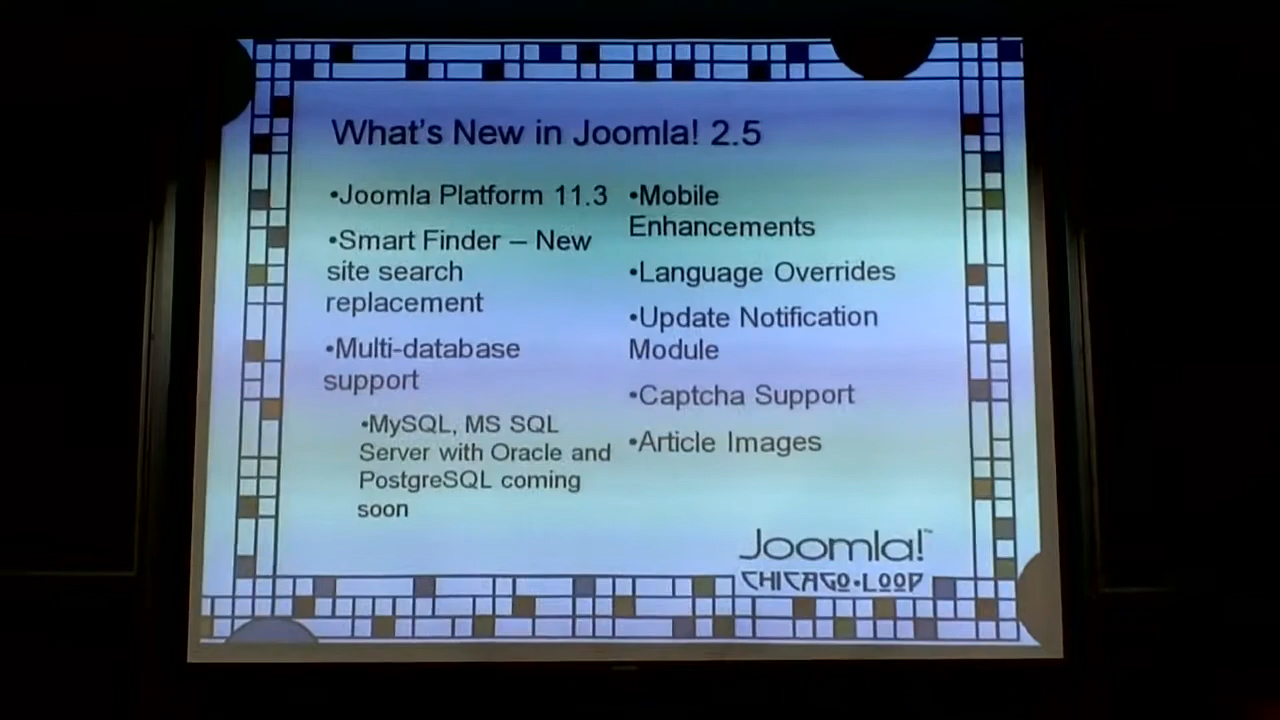 What's New in Joomla! 2.5
•Joomla Platform 11.3
•Smart Finder – New
site search
replacement
•Multi-database
support
•MySQL, MS SQL
Server with Oracle and
PostgreSQL coming
soon
•Mobile
Enhancements
•Language Overrides
•Update Notification
Module
•Captcha Support
•Article Images
Joomla!™
CHICAGO•LOOP